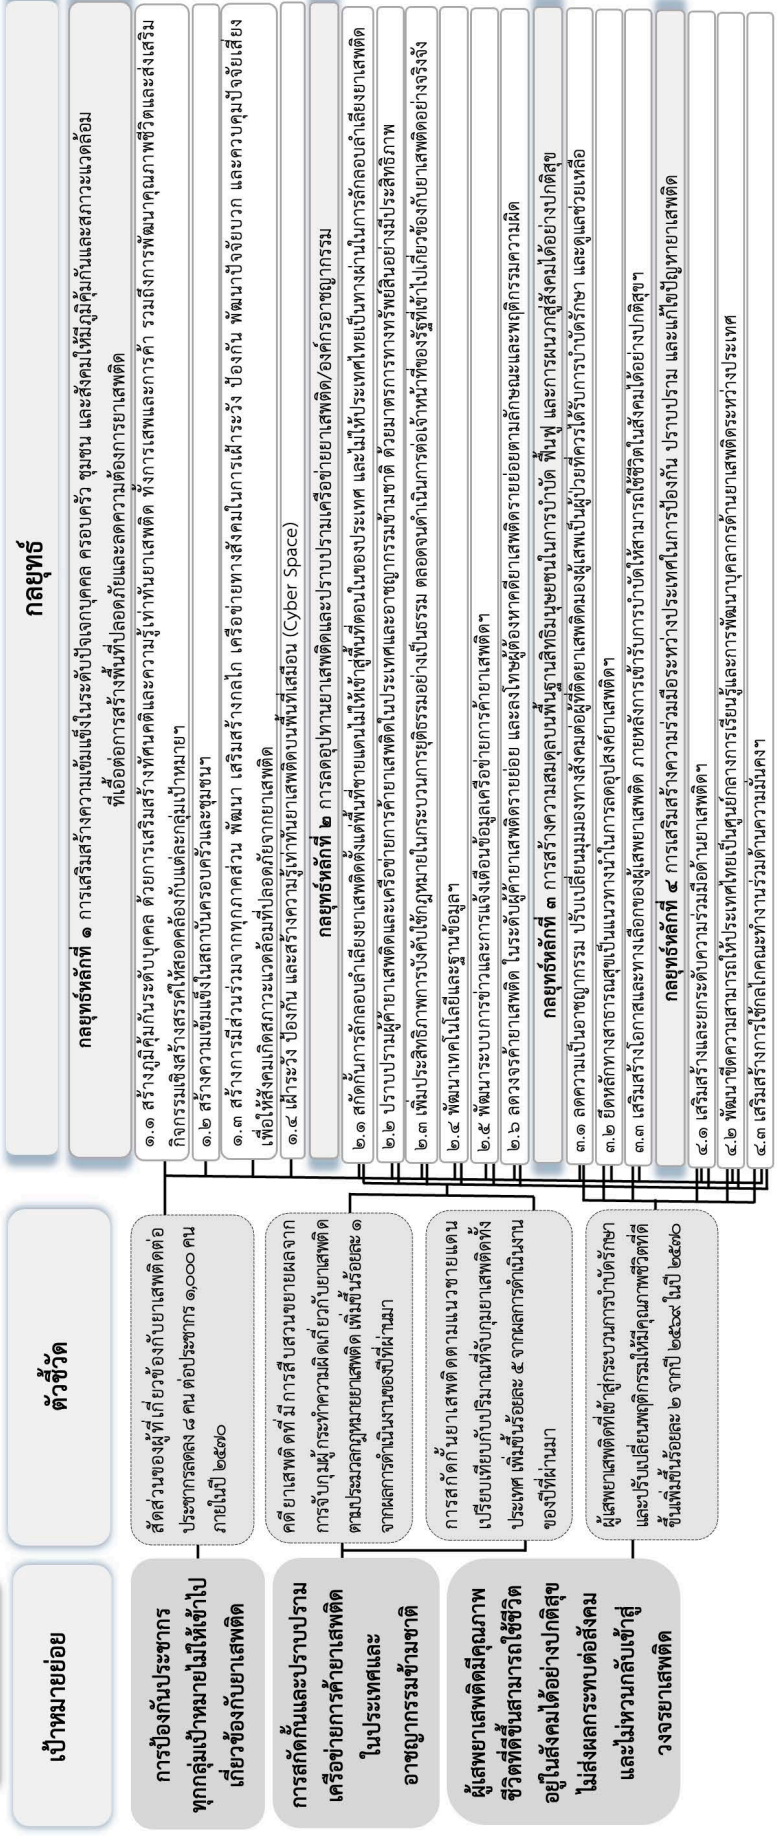 เป้าหมายย่อย
ตัวชี้วัด
กลยุทธ์
การป้องกันประชากร
ทุกกลุ่มเป้าหมายไม่ให้เข้าไป
เกี่ยวข้องกับยาเสพติด
การสกัดกั้นและปราบปราม
เครือข่ายการค้ายาเสพติด
ในประเทศและ
อาชญากรรมข้ามชาติ
ผู้เสพยาเสพติดมีคุณภาพ
ชีวิตที่ดีขึ้นสามารถใช้ชีวิต
อยู่ในสังคมได้อย่างปกติสุข
ไม่ส่งผลกระทบต่อสังคม
และไม่หวนกลับเข้าสู่
วงจรยาเสพติด
สัดส่วนของผู้ที่เกี่ยวข้องกับยาเสพติดต่อ
ประชากรลดลง ๘ คน ต่อประชากร ๑,๐๐๐ คน
ภายในปี ๒๕๗๐
คดียาเสพติดที่มีการสืบสวนขยายผลจาก
การจับกุมผู้กระทำความผิดเกี่ยวกับยาเสพติด
ตามประมวลกฎหมายยาเสพติด เพิ่มขึ้นร้อยละ ๑
จากผลการดำเนินงานของปีที่ผ่านมา
การสกัดกั้นยาเสพติดตามแนวชายแดน
เปรียบเทียบกับปริมาณที่จับกุมยาเสพติดทั้ง
ประเทศ เพิ่มขึ้นร้อยละ ๕ จากผลการดำเนินงาน
ของปีที่ผ่านมา
ผู้เสพยาเสพติดที่เข้าสู่กระบวนการบำบัดรักษา
และปรับเปลี่ยนพฤติกรรมให้มีคุณภาพชีวิตที่ดี
ขึ้นเพิ่มขึ้นร้อยละ ๒ จากปี ๒๕๖๙ ในปี ๒๕๗๐
กลยุทธ์หลักที่ ๑ การเสริมสร้างความเข้มแข็งในระดับปัจเจกบุคคล ครอบครัว ชุมชน และสังคมให้มีภูมิคุ้มกันและสภาวะแวดล้อม
ที่เอื้อต่อการสร้างพื้นที่ปลอดภัยและลดความต้องการยาเสพติด
๑.๑ สร้างภูมิคุ้มกันระดับบุคคล ด้วยการเสริมสร้างทัศนคติและความรู้เท่าทันยาเสพติด ทั้งการเสพและการค้า รวมถึงการพัฒนาคุณภาพชีวิตและส่งเสริม
กิจกรรมเชิงสร้างสรรค์ให้สอดคล้องกับแต่ละกลุ่มเป้าหมายฯ
๑.๒ สร้างความเข้มแข็งในสถาบันครอบครัวและชุมชนฯ
๑.๓ สร้างการมีส่วนร่วมจากทุกภาคส่วน พัฒนา เสริมสร้างกลไก เครือข่ายทางสังคมในการเฝ้าระวัง ป้องกัน พัฒนาปัจจัยบวก และควบคุมปัจจัยเสี่ยง
เพื่อให้สังคมเกิดสภาวะแวดล้อมที่ปลอดภัยจากยาเสพติด
๑.๔ เฝ้าระวัง ป้องกัน และสร้างความรู้เท่าทันยาเสพติดบนพื้นที่เสมือน (Cyber Space)
กลยุทธ์หลักที่ ๒ การลดอุปทานยาเสพติดและปราบปรามเครือข่ายยาเสพติด/องค์กรอาชญากรรม
๒.๑ สกัดกั้นการลักลอบลำเลียงยาเสพติดตั้งแต่พื้นที่ชายแดนไม่ให้เข้าสู่พื้นที่ตอนในของประเทศ และไม่ให้ประเทศไทยเป็นทางผ่านในการลักลอบลำเลียงยาเสพติด
๒.๒ ปราบปรามผู้ค้ายาเสพติดและเครือข่ายการค้ายาเสพติดในประเทศและอาชญากรรมข้ามชาติ ด้วยมาตรการทางทรัพย์สินอย่างมีประสิทธิภาพ
๒.๓ เพิ่มประสิทธิภาพการบังคับใช้กฎหมายในกระบวนการยุติธรรมอย่างเป็นธรรม ตลอดจนดำเนินการต่อเจ้าหน้าที่ของรัฐที่เข้าไปเกี่ยวข้องกับยาเสพติดอย่างจริงจัง
๒.๔ พัฒนาเทคโนโลยีและฐานข้อมูลฯ
๒.๕ พัฒนาระบบการข่าวและการแจ้งเตือนข้อมูลเครือข่ายการค้ายาเสพติดฯ
๒.๖ ลดวงจรค้ายาเสพติด ในระดับผู้ค้ายาเสพติดรายย่อย และลงโทษผู้ต้องหาคดียาเสพติดรายย่อยตามลักษณะและพฤติกรรมความผิด
กลยุทธ์หลักที่ ๓ การสร้างความสมดุลบนพื้นฐานสิทธิมนุษยชนในการบำบัด ฟื้นฟู และการผนวกสู่สังคมได้อย่างปกติสุข
๓.๑ ลดความเป็นอาชญากรรม ปรับเปลี่ยนมุมมองทางสังคมต่อผู้ที่ติดยาเสพติดมองผู้เสพเป็นผู้ป่วยที่ควรได้รับการบำบัดรักษา และดูแลช่วยเหลือ
๓.๒ ยึดหลักทางสาธารณสุขเป็นแนวทางนำในการลดอุปสงค์ยาเสพติดฯ
๓.๓ เสริมสร้างโอกาสและทางเลือกของผู้เสพยาเสพติด ภายหลังการเข้ารับการบำบัดให้สามารถใช้ชีวิตในสังคมได้อย่างปกติสุขฯ
กลยุทธ์หลักที่ ๔ การเสริมสร้างความร่วมมือระหว่างประเทศในการป้องกัน ปราบปราม และแก้ไขปัญหายาเสพติด
๔.๑ เสริมสร้างและยกระดับความร่วมมือด้านยาเสพติดฯ
๔.๒ พัฒนาขีดความสามารถให้ประเทศไทยเป็นศูนย์กลางการเรียนรู้และการพัฒนาบุคลากรด้านยาเสพติดระหว่างประเทศ
๔.๓ เสริมสร้างการใช้กลไกคณะทำงานร่วมด้านความมั่นคงฯ